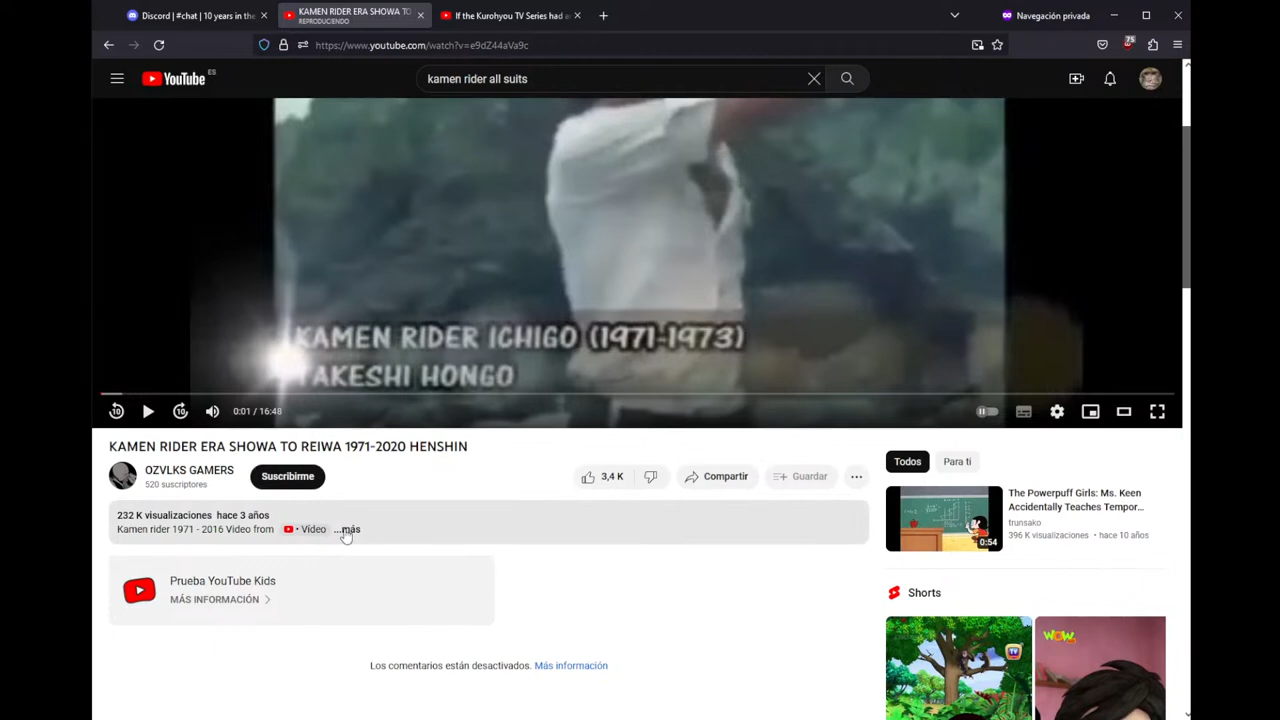 Discord | #chat | 10 years in the
KAMEN RIDER ERA SHOWA TO
REPRODUCIENDO
If the Kurohyou TV Series had a
Navegación privada
https://www.youtube.com/watch?v=e9dZ44aVa9c
75
YouTube
ES
kamen rider all suits
KAMEN RIDER ICHIGO (1971-1973)
TAKESHI HONGO
10
10
0:01 / 16:48
KAMEN RIDER ERA SHOWA TO REIWA 1971-2020 HENSHIN
OZVLKS GAMERS
520 suscriptores
Suscribirme
3,4 K
Compartir
Guardar
Todos
Para ti
232 K visualizaciones hace 3 años
Kamen rider 1971 - 2016 Video from • Vídeo ...más
The Powerpuff Girls: Ms. Keen
Accidentally Teaches Tempor...
trunsako
396 K visualizaciones • hace 10 años
0:54
Prueba YouTube Kids
MÁS INFORMACIÓN
Shorts
TV
WOW
Los comentarios están desactivados. Más información